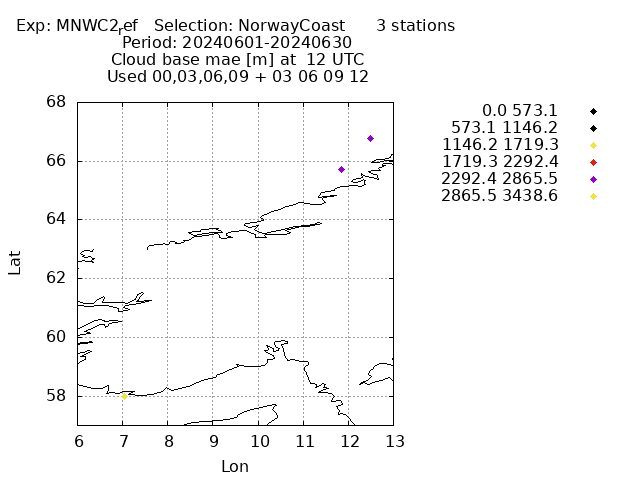 Exp: MNWC2ref   Selection: NorwayCoast      3 stations
Period: 20240601-20240630
Cloud base mae [m] at  12 UTC
Used 00,03,06,09 + 03 06 09 12
68
66
64
62
60
58
6 7 8 9 10 11 12 13
Lat
Lon
0.0 573.1
573.1 1146.2
1146.2 1719.3
1719.3 2292.4
2292.4 2865.5
2865.5 3438.6